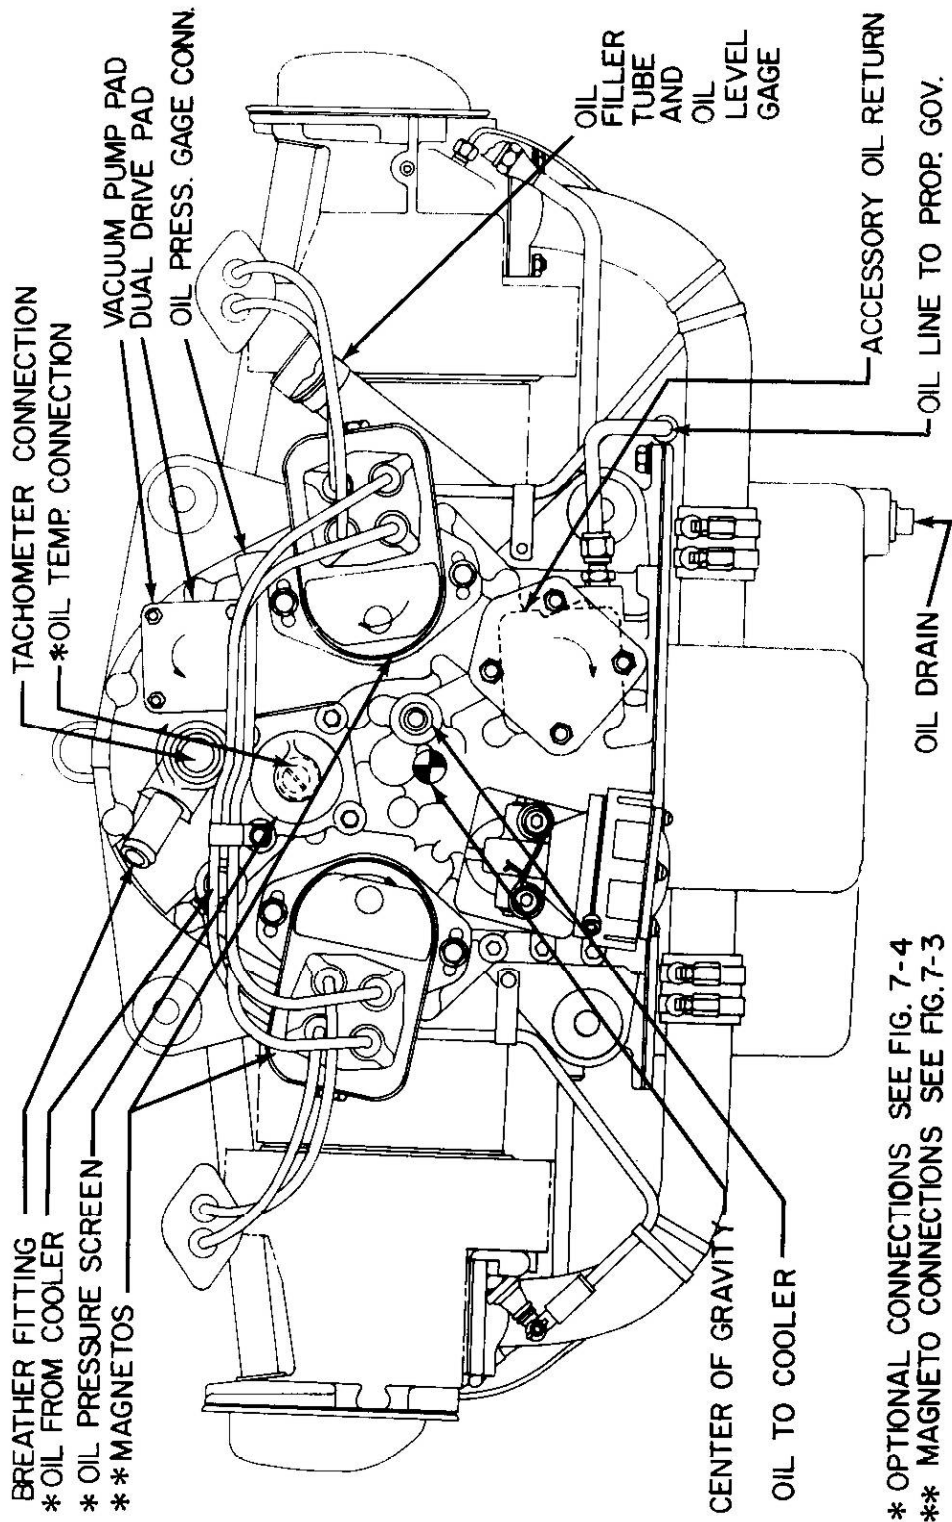 BREATHER FITTING
*OIL FROM COOLER
* OIL PRESSURE SCREEN
**MAGNETOS
TACHOMETER CONNECTION
*OIL TEMP. CONNECTION
VACUUM PUMP PAD
DUAL DRIVE PAD
OIL PRESS. GAGE CONN.
OIL
FILLER
TUBE
AND
OIL
LEVEL
GAGE
CENTER OF GRAVITY
OIL TO COOLER
OIL DRAIN
ACCESSORY OIL RETURN
OIL LINE TO PROP. GOV.
* OPTIONAL CONNECTIONS SEE FIG. 7-4
** MAGNETO CONNECTIONS SEE FIG.7-3